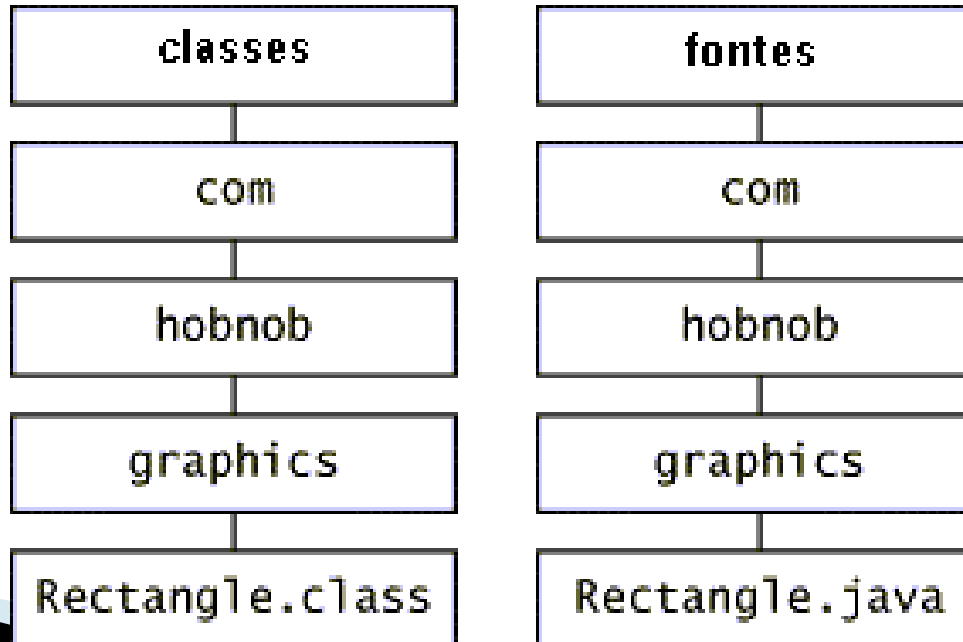 classes
com
hobnob
graphics
Rectangle.class
fontes
com
hobnob
graphics
Rectangle.java